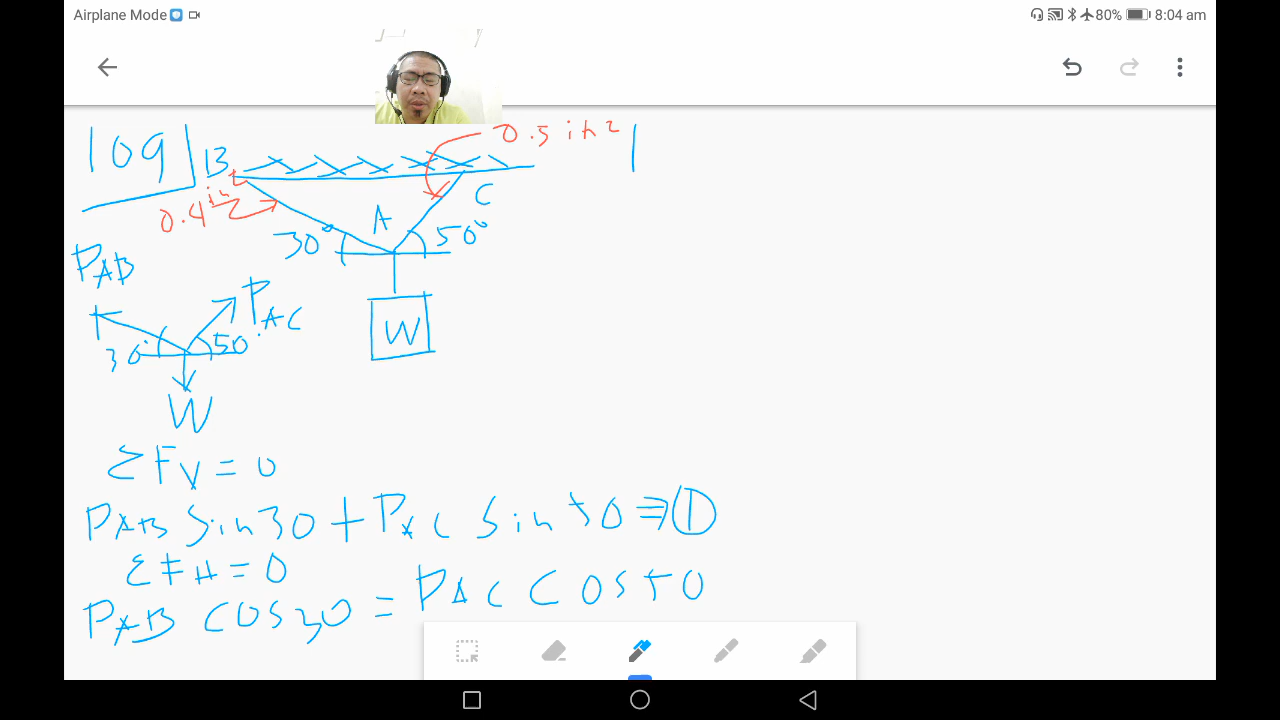 Airplane Mode 80% 8:04 am
109 B 0.5 in²
C
0.4 in²
A
30° 50°
PAB
PAC
30° 50°
W
W
ΣFV = 0
PAB sin30 + PAC sin50 ⇒ ①
ΣFH = 0
PAB cos30 = PAC cos50